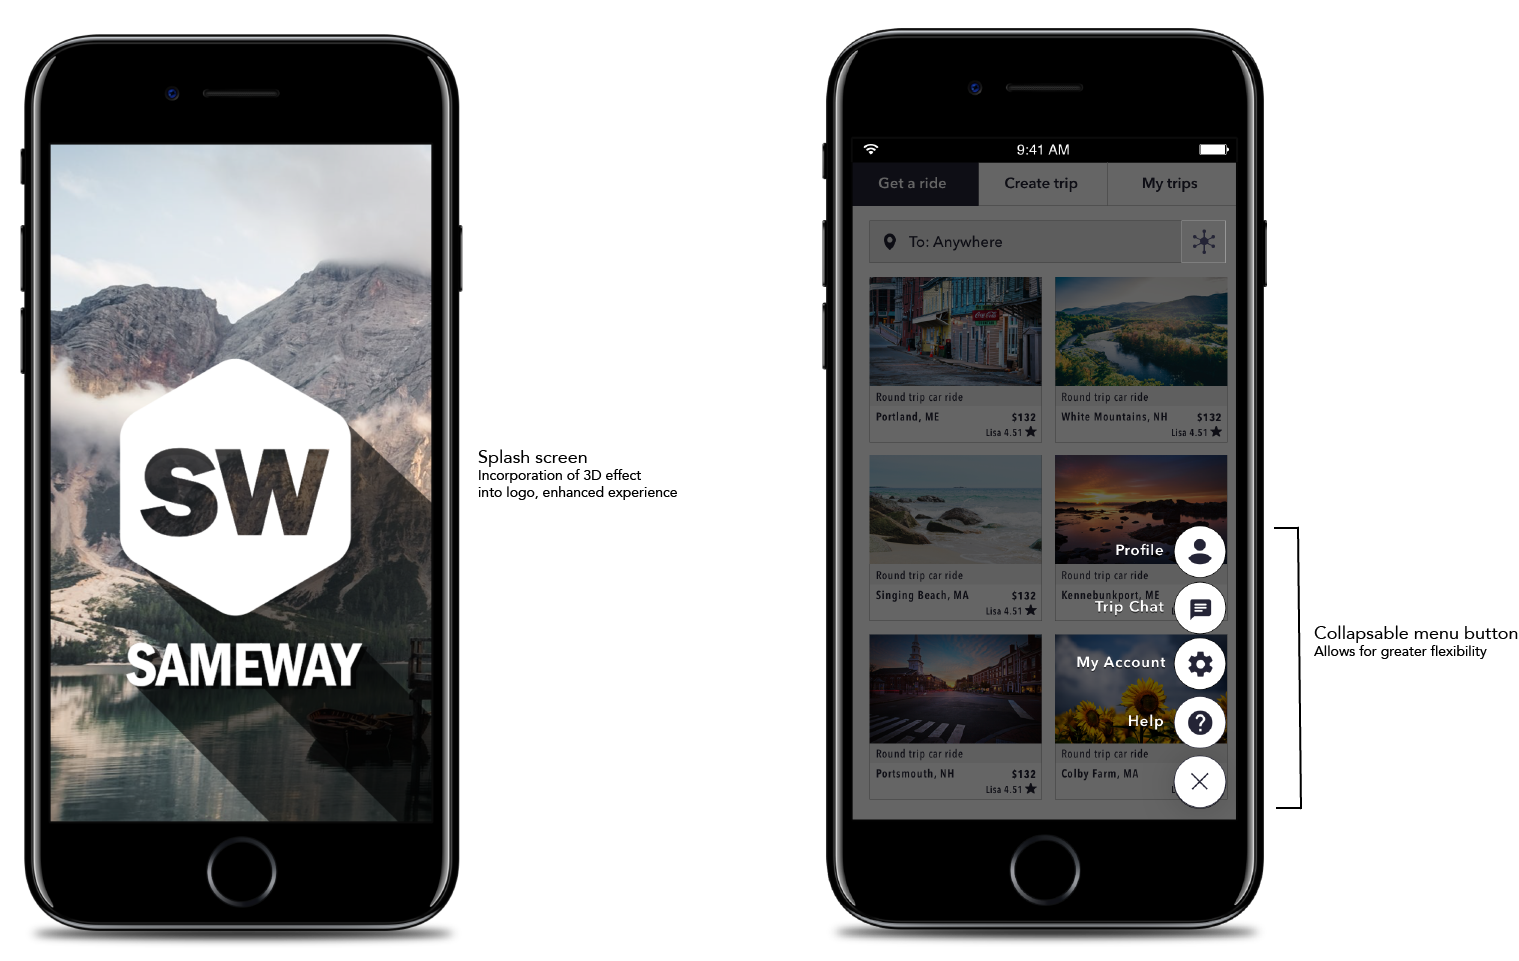 SW
SAMEWAY
Splash screen
Incorporation of 3D effect
into logo, enhanced experience
9:41 AM
Get a ride
Create trip
My trips
To: Anywhere
Coca-Cola
Round trip car ride
Portland, ME
$132
Lisa 4.51
Round trip car ride
White Mountains, NH
$132
Lisa 4.51
Round trip car ride
Singing Beach, MA
$132
Lisa 4.51
Round trip car ride
Kennebunkport, ME
Round trip car ride
Portsmouth, NH
$132
Lisa 4.51
Round trip car ride
Colby Farm, MA
Profile
Trip Chat
My Account
Help
Collapsable menu button
Allows for greater flexibility